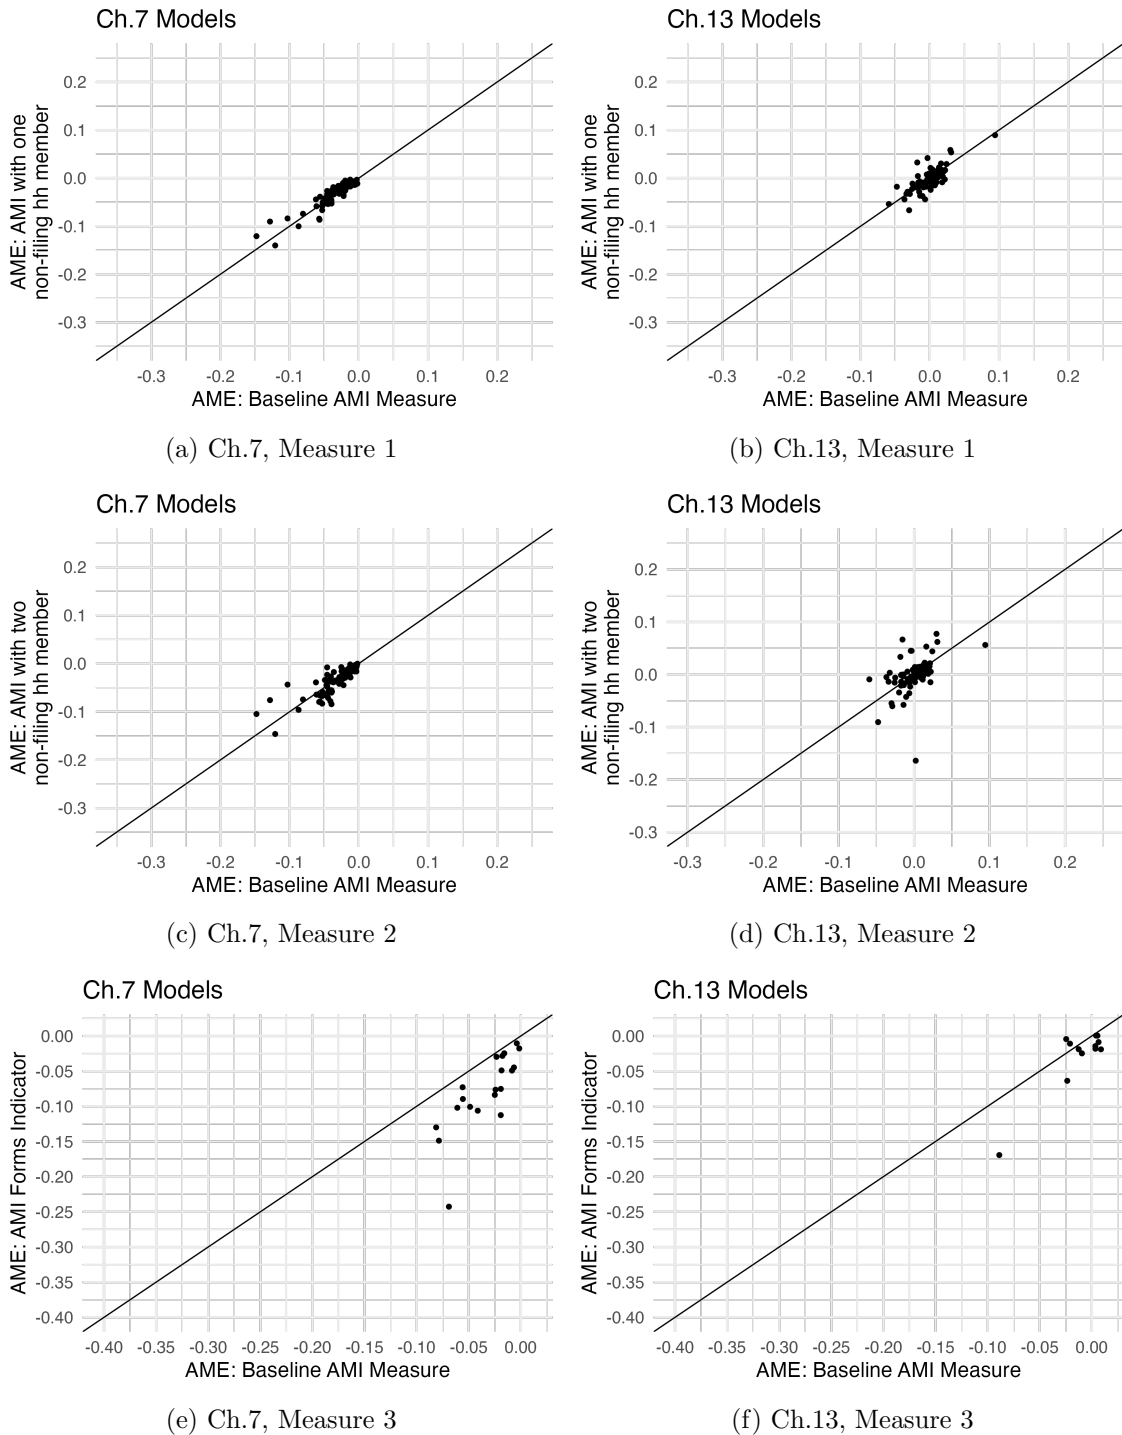 Ch.7 Models
AME: AMI with one
non-filing hh member
0.2
0.1
0.0
-0.1
-0.2
-0.3
-0.3 -0.2 -0.1 0.0 0.1 0.2
AME: Baseline AMI Measure
(a) Ch.7, Measure 1
Ch.13 Models
AME: AMI with one
non-filing hh member
0.2
0.1
0.0
-0.1
-0.2
-0.3
-0.3 -0.2 -0.1 0.0 0.1 0.2
AME: Baseline AMI Measure
(b) Ch.13, Measure 1
Ch.7 Models
AME: AMI with two
non-filing hh member
0.2
0.1
0.0
-0.1
-0.2
-0.3
-0.3 -0.2 -0.1 0.0 0.1 0.2
AME: Baseline AMI Measure
(c) Ch.7, Measure 2
Ch.13 Models
AME: AMI with two
non-filing hh member
0.2
0.1
0.0
-0.1
-0.2
-0.3
-0.3 -0.2 -0.1 0.0 0.1 0.2
AME: Baseline AMI Measure
(d) Ch.13, Measure 2
Ch.7 Models
AME: AMI Forms Indicator
0.00
-0.05
-0.10
-0.15
-0.20
-0.25
-0.30
-0.35
-0.40
-0.40 -0.35 -0.30 -0.25 -0.20 -0.15 -0.10 -0.05 0.00
AME: Baseline AMI Measure
(e) Ch.7, Measure 3
Ch.13 Models
AME: AMI Forms Indicator
0.00
-0.05
-0.10
-0.15
-0.20
-0.25
-0.30
-0.35
-0.40
-0.40 -0.35 -0.30 -0.25 -0.20 -0.15 -0.10 -0.05 0.00
AME: Baseline AMI Measure
(f) Ch.13, Measure 3